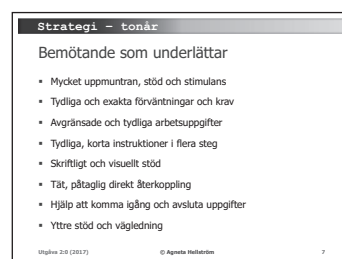 Strategi – tonår
Bemötande som underlättar
▪ Mycket uppmuntran, stöd och stimulans
▪ Tydliga och exakta förväntningar och krav
▪ Avgränsade och tydliga arbetsuppgifter
▪ Tydliga, korta instruktioner i flera steg
▪ Skriftligt och visuellt stöd
▪ Tät, påtaglig direkt återkoppling
▪ Hjälp att komma igång och avsluta uppgifter
▪ Yttre stöd och vägledning
Utgåva 2:0 (2017) © Agneta Hellström 7